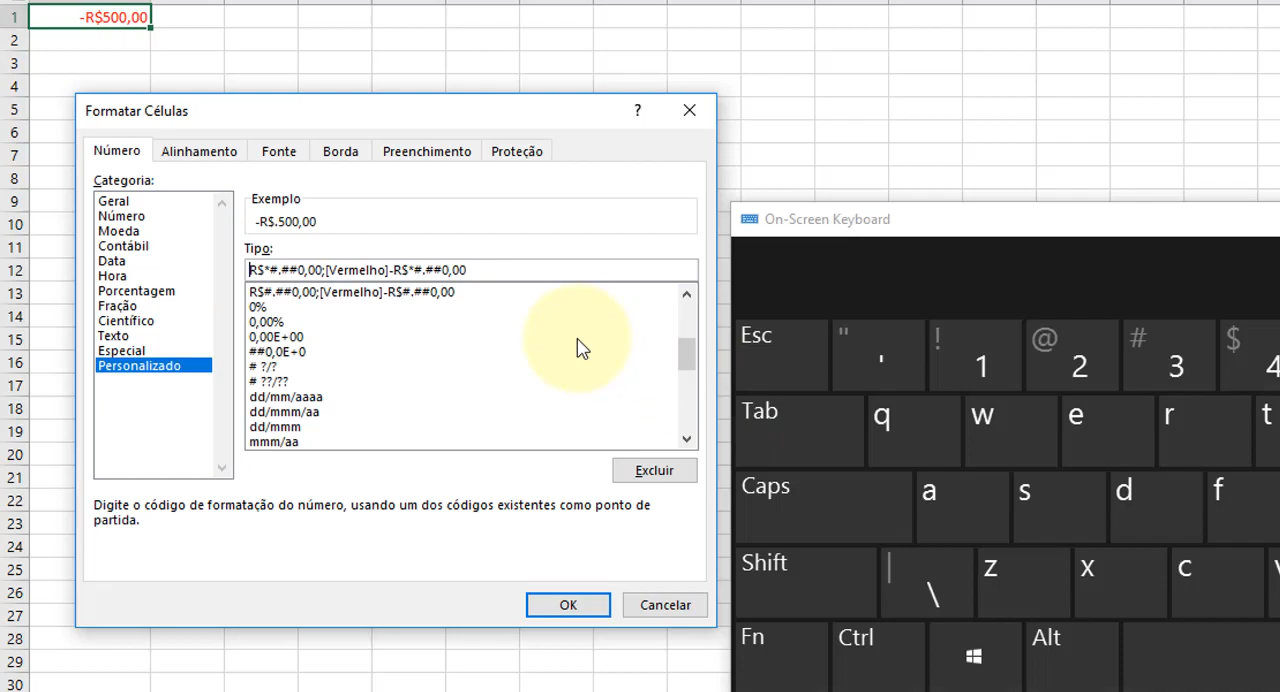 1
-R$500,00
2
3
4
5
6
7
8
9
10
11
12
13
14
15
16
17
18
19
20
21
22
23
24
25
26
27
28
29
30
Formatar Células
?
Número Alinhamento Fonte Borda Preenchimento Proteção
Categoria:
Geral
Número
Moeda
Contábil
Data
Hora
Porcentagem
Fração
Científico
Texto
Especial
Personalizado
Exemplo
-R$.500,00
Tipo:
R$*#.##0,00;[Vermelho]-R$*#.##0,00
R$#.##0,00;[Vermelho]-R$#.##0,00
0%
0,00%
0,00E+00
##0,0E+0
# ?/?
# ??/??
dd/mm/aaaa
dd/mmm/aa
dd/mmm
mmm/aa
Excluir
Digite o código de formatação do número, usando um dos códigos existentes como ponto de
partida.
OK Cancelar
On-Screen Keyboard
Esc " ' ! 1 @ 2 # 3 $ 4
Tab q w e r t
Caps a s d f
Shift | \ z x c
Fn Ctrl Alt